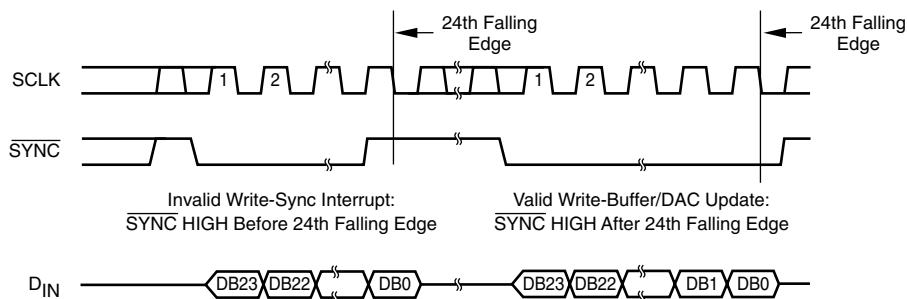 24th Falling
Edge
24th Falling
Edge
SCLK
1
2
1
2
SYNC
Invalid Write-Sync Interrupt:
SYNC HIGH Before 24th Falling Edge
Valid Write-Buffer/DAC Update:
SYNC HIGH After 24th Falling Edge
DIN
DB23
DB22
DB0
DB23
DB22
DB1
DB0